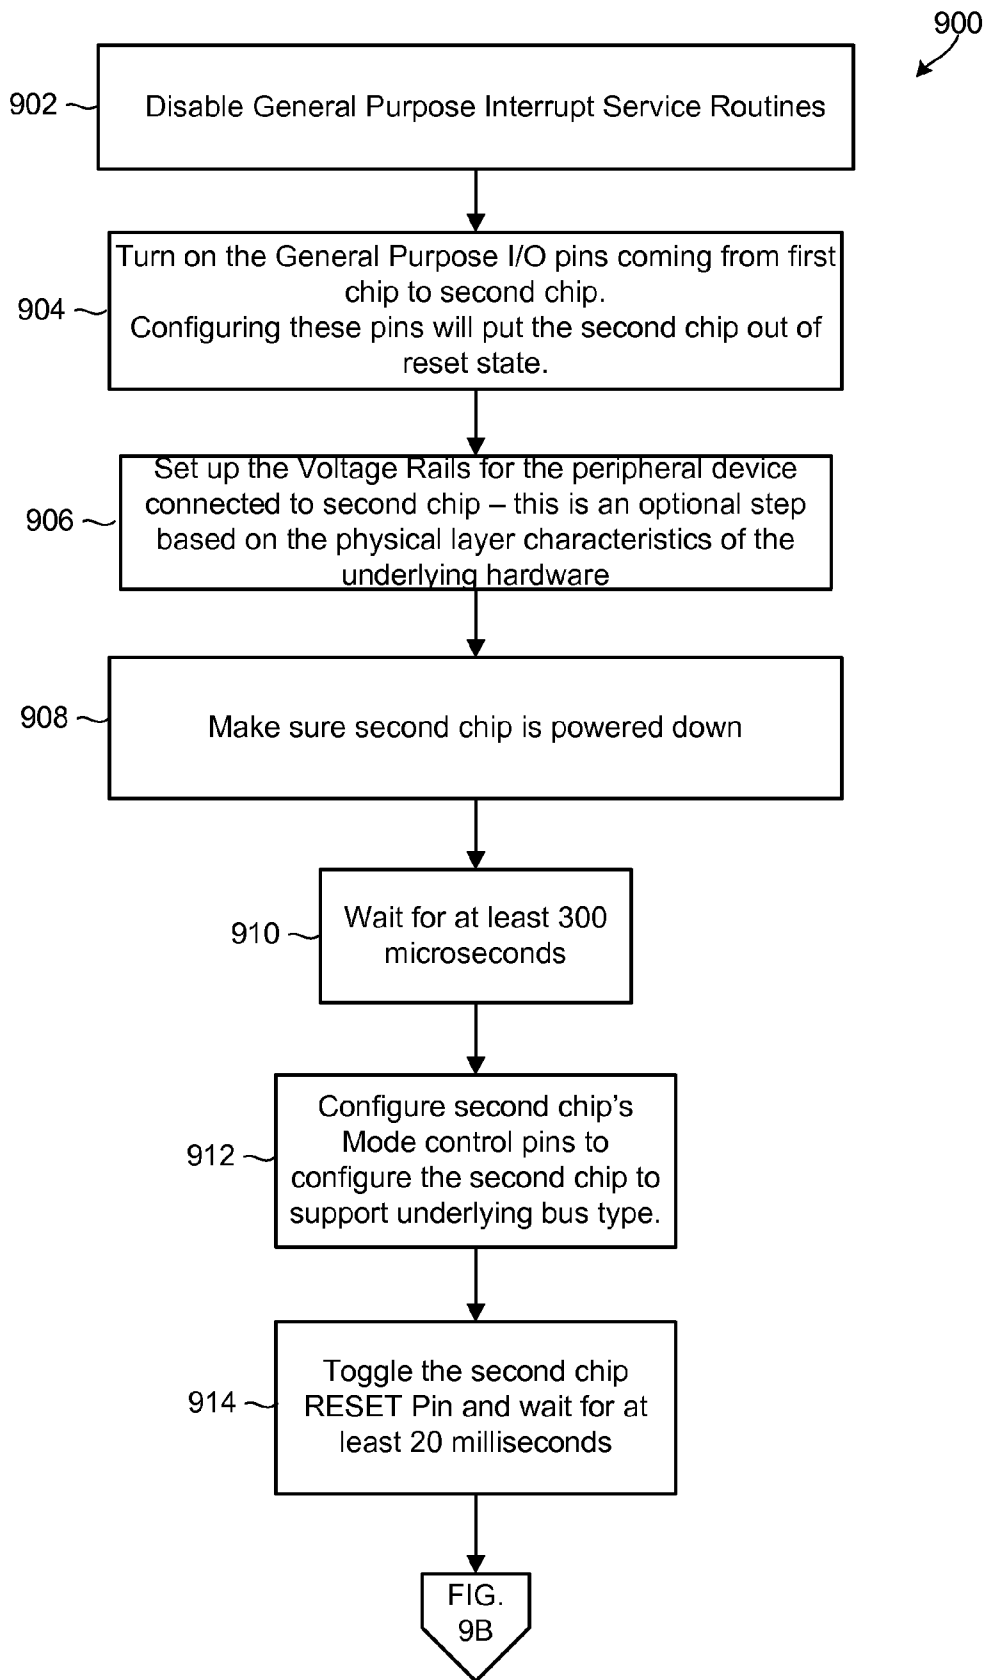 900
902
Disable General Purpose Interrupt Service Routines
904
Turn on the General Purpose I/O pins coming from first
chip to second chip.
Configuring these pins will put the second chip out of
reset state.
906
Set up the Voltage Rails for the peripheral device
connected to second chip – this is an optional step
based on the physical layer characteristics of the
underlying hardware
908
Make sure second chip is powered down
910
Wait for at least 300
microseconds
912
Configure second chip’s
Mode control pins to
configure the second chip to
support underlying bus type.
914
Toggle the second chip
RESET Pin and wait for at
least 20 milliseconds
FIG.
9B